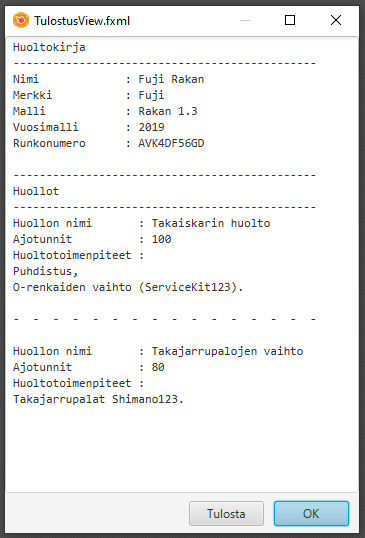 TulostusView.fxml
Huoltokirja
----------------------------------------------
Nimi : Fuji Rakan
Merkki : Fuji
Malli : Rakan 1.3
Vuosimalli : 2019
Runkonumero : AVK4DF56GD
----------------------------------------------
Huollot
----------------------------------------------
Huollon nimi : Takaiskarin huolto
Ajotunnit : 100
Huoltotoimenpiteet :
Puhdistus,
O-renkaiden vaihto (ServiceKit123).
- - - - - - - - - - - - - - - -
Huollon nimi : Takajarrupalojen vaihto
Ajotunnit : 80
Huoltotoimenpiteet :
Takajarrupalat Shimano123.
Tulosta OK